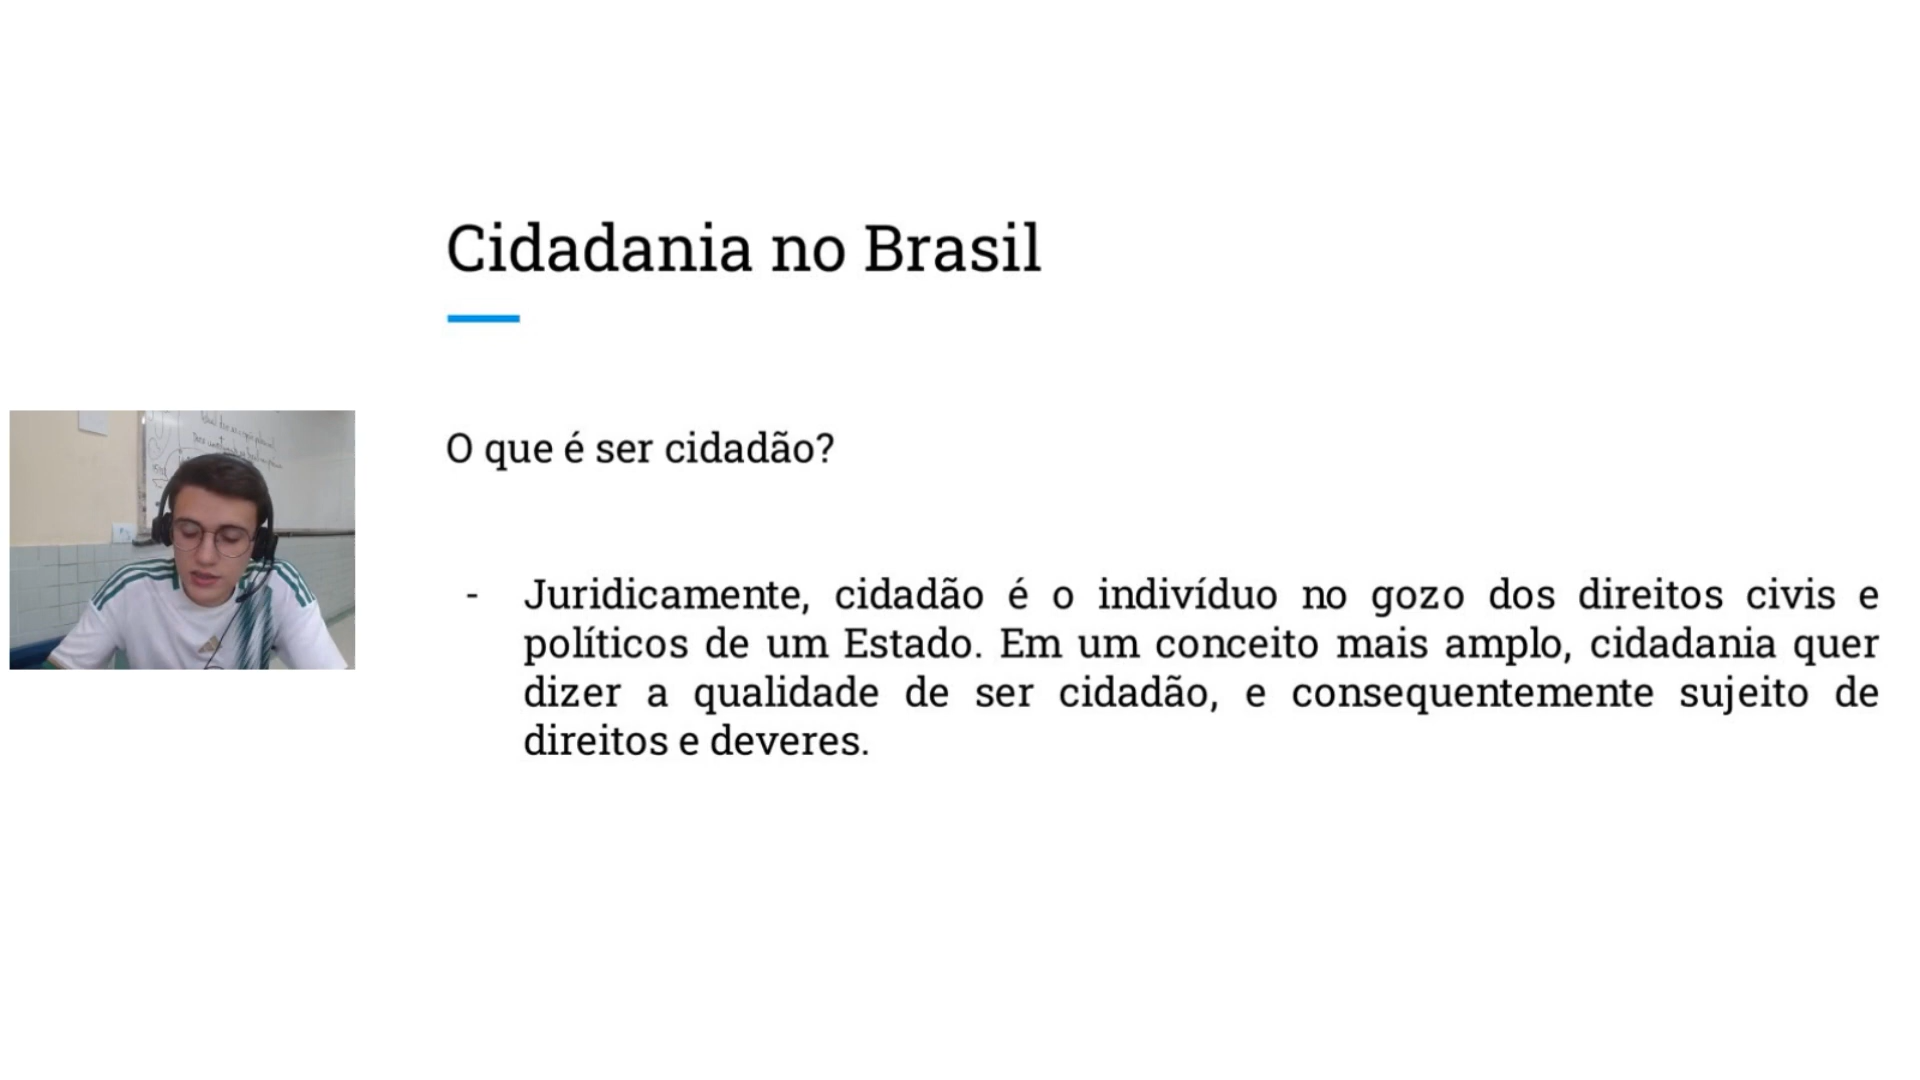 Cidadania no Brasil
O que é ser cidadão?
- Juridicamente, cidadão é o indivíduo no gozo dos direitos civis e
políticos de um Estado. Em um conceito mais amplo, cidadania quer
dizer a qualidade de ser cidadão, e consequentemente sujeito de
direitos e deveres.